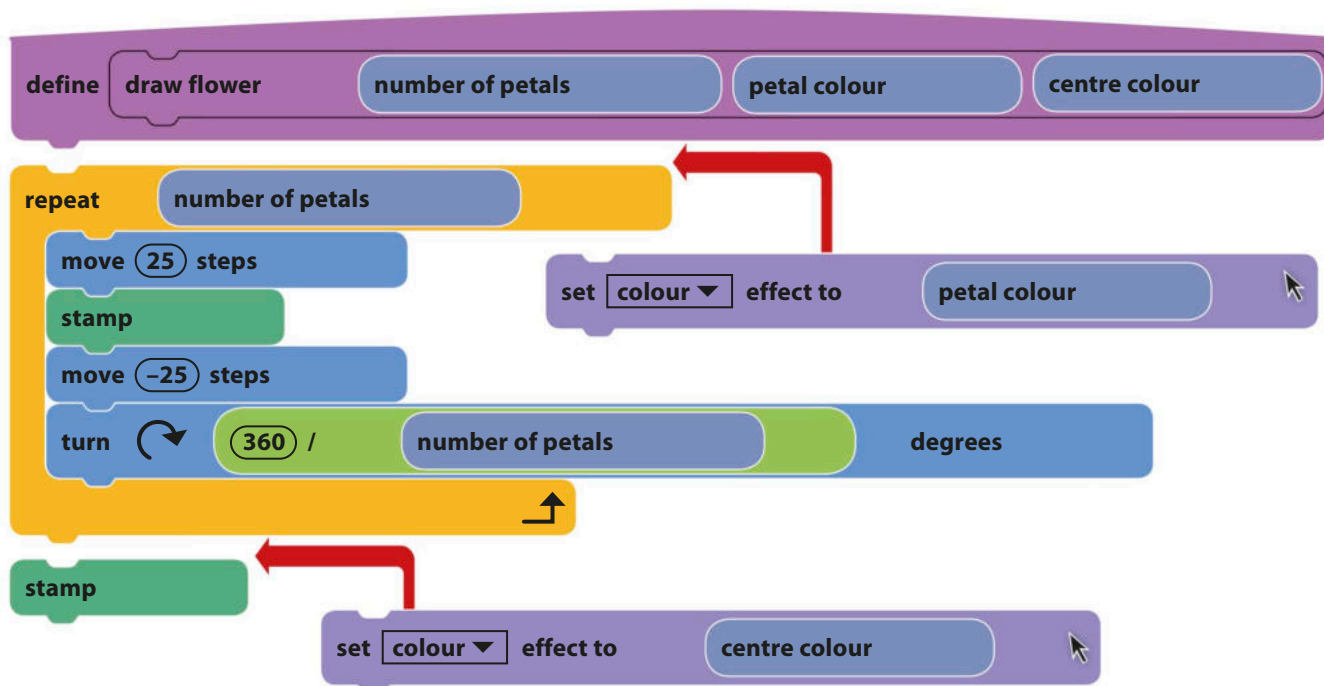 define draw flower number of petals petal colour centre colour
repeat number of petals
move 25 steps
set colour effect to petal colour
stamp
move –25 steps
turn 360 / number of petals degrees
stamp
set colour effect to centre colour